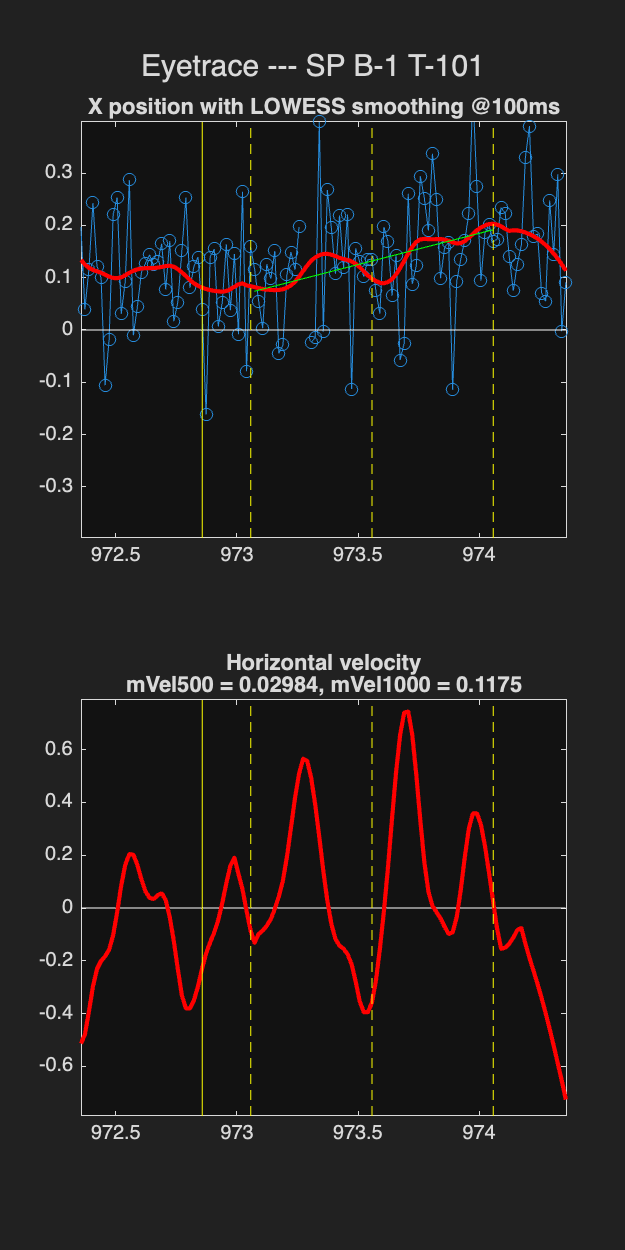 Eyetrace --- SP B-1 T-101
X position with LOWESS smoothing @100ms
0.3
0.2
0.1
0
-0.1
-0.2
-0.3
972.5 973 973.5 974
Horizontal velocity
mVel500 = 0.02984, mVel1000 = 0.1175
0.6
0.4
0.2
0
-0.2
-0.4
-0.6
972.5 973 973.5 974